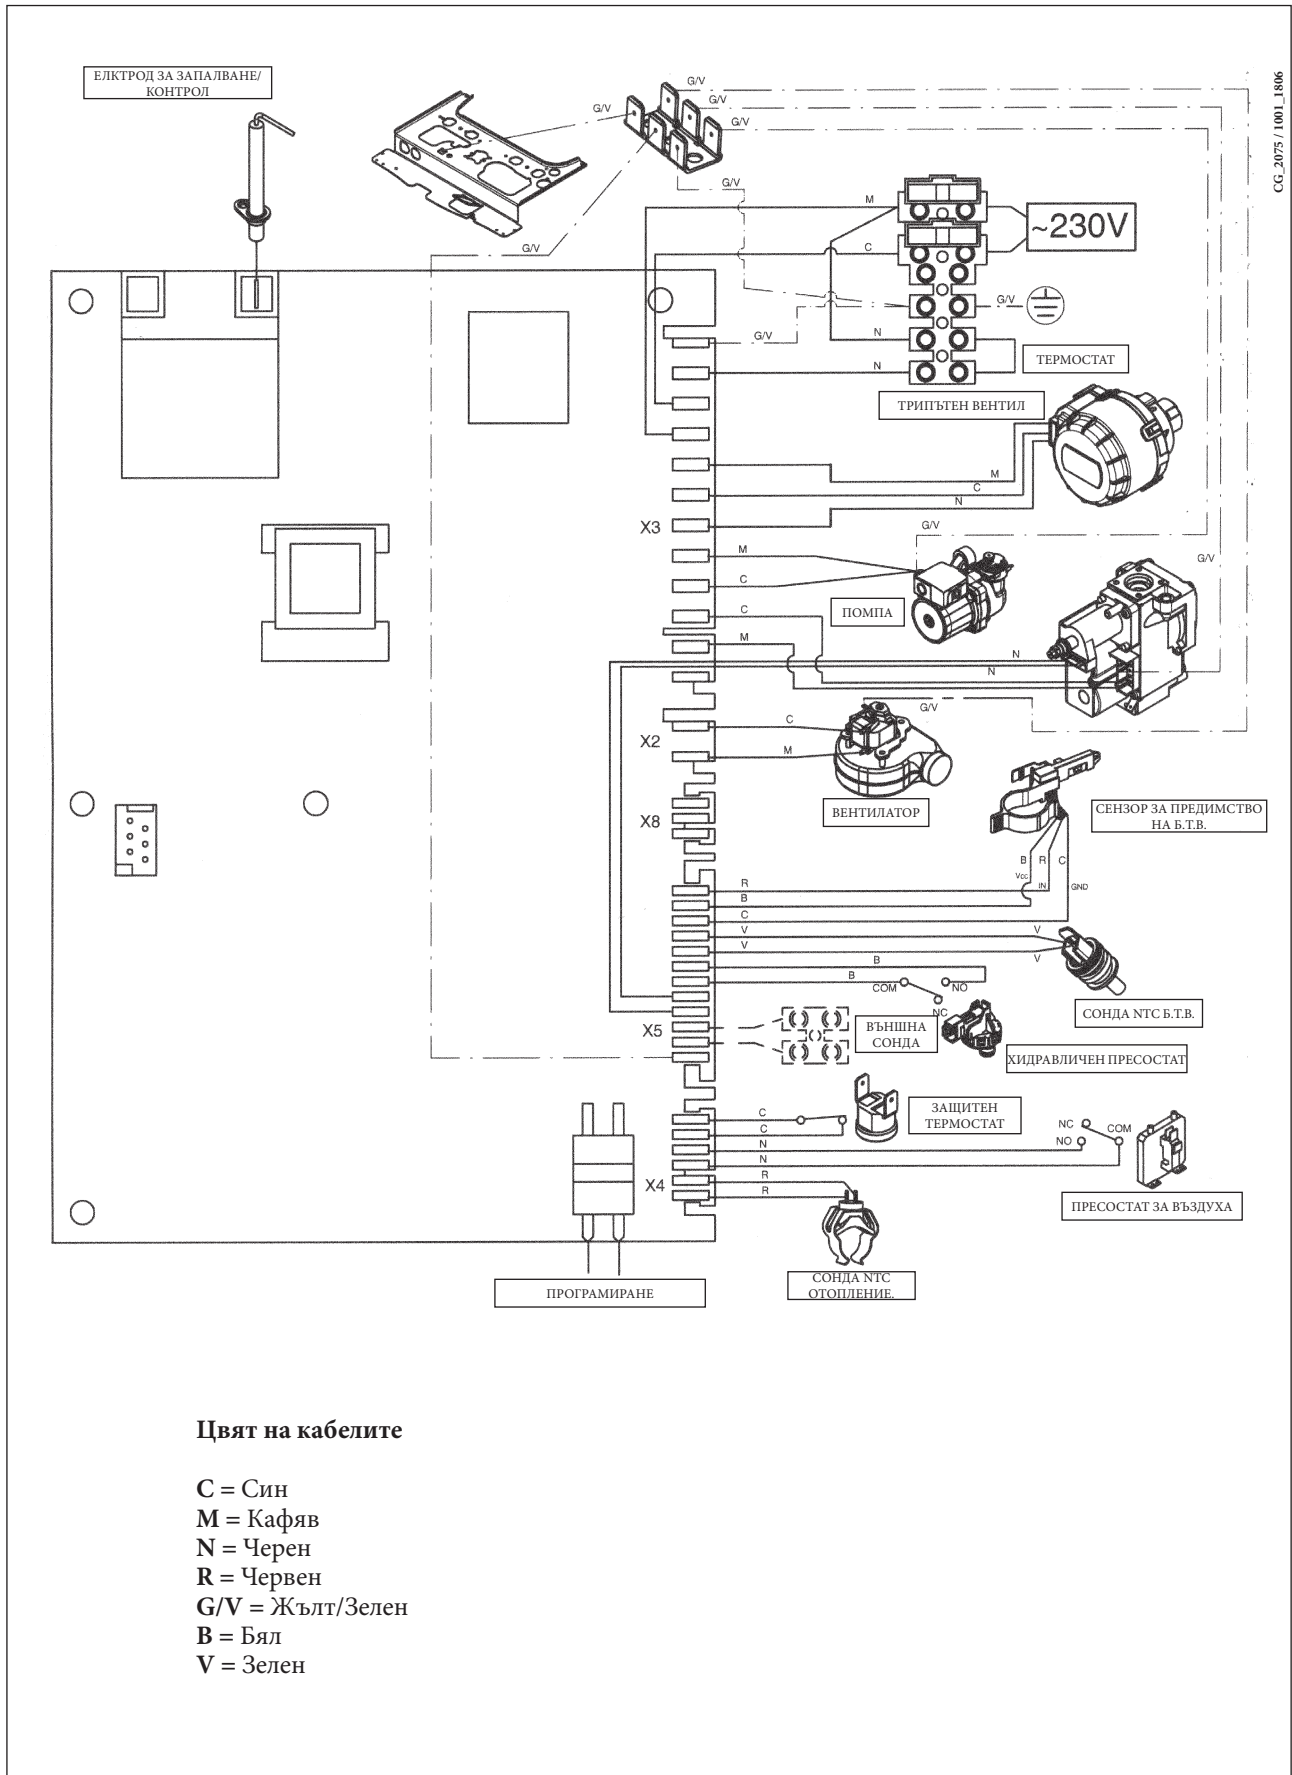 ЕЛКТРОД ЗА ЗАПАЛВАНЕ/
КОНТРОЛ
G/V
G/V
G/V
G/V
G/V
G/V
CG_2075 / 1001_1806
M
~230V
C
G/V
G/V
N
N
ТЕРМОСТАТ
ТРИПЪТЕН ВЕНТИЛ
M
C
N
X3
G/V
M
C
G/V
ПОМПА
C
M
N
N
G/V
X2
C
M
ВЕНТИЛАТОР
СЕНЗОР ЗА ПРЕДИМСТВО
НА Б.Т.В.
X8
B
R
C
Vcc
IN
GND
R
B
C
V
V
V
V
B
B
COM
NO
NC
СОНДА NTC Б.Т.В.
X5
ВЪНШНА
СОНДА
ХИДРАВЛИЧЕН ПРЕСОСТАТ
C
C
ЗАЩИТЕН
ТЕРМОСТАТ
NC
COM
NO
N
N
X4
R
R
ПРЕСОСТАТ ЗА ВЪЗДУХА
СОНДА NTC
ОТОПЛЕНИЕ.
ПРОГРАМИРАНЕ
Цвят на кабелите
C = Син
M = Кафяв
N = Черен
R = Червен
G/V = Жълт/Зелен
B = Бял
V = Зелен